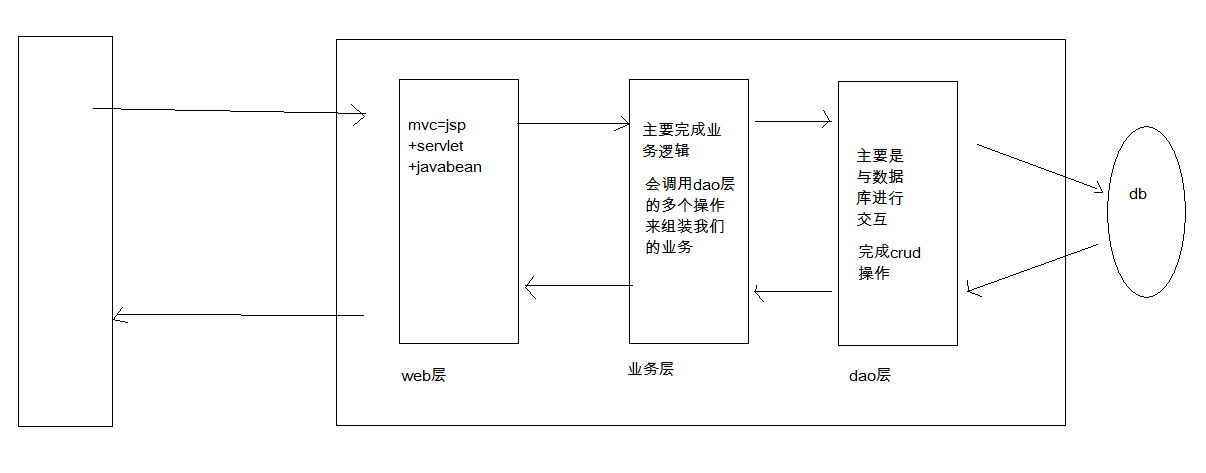 mvc=jsp
+servlet
+javabean
web层
主要完成业
务逻辑
会调用dao层
的多个操作
来组装我们
的业务
业务层
主要是
与数据
库进行
交互
完成crud
操作
dao层
db